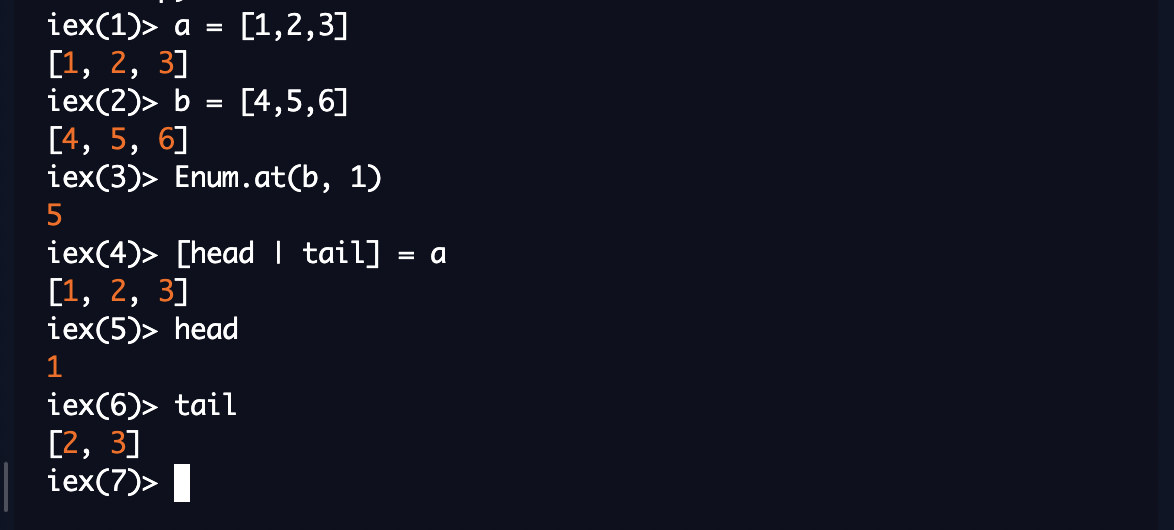 iex(1)> a = [1,2,3]
[1, 2, 3]
iex(2)> b = [4,5,6]
[4, 5, 6]
iex(3)> Enum.at(b, 1)
5
iex(4)> [head | tail] = a
[1, 2, 3]
iex(5)> head
1
iex(6)> tail
[2, 3]
iex(7)>